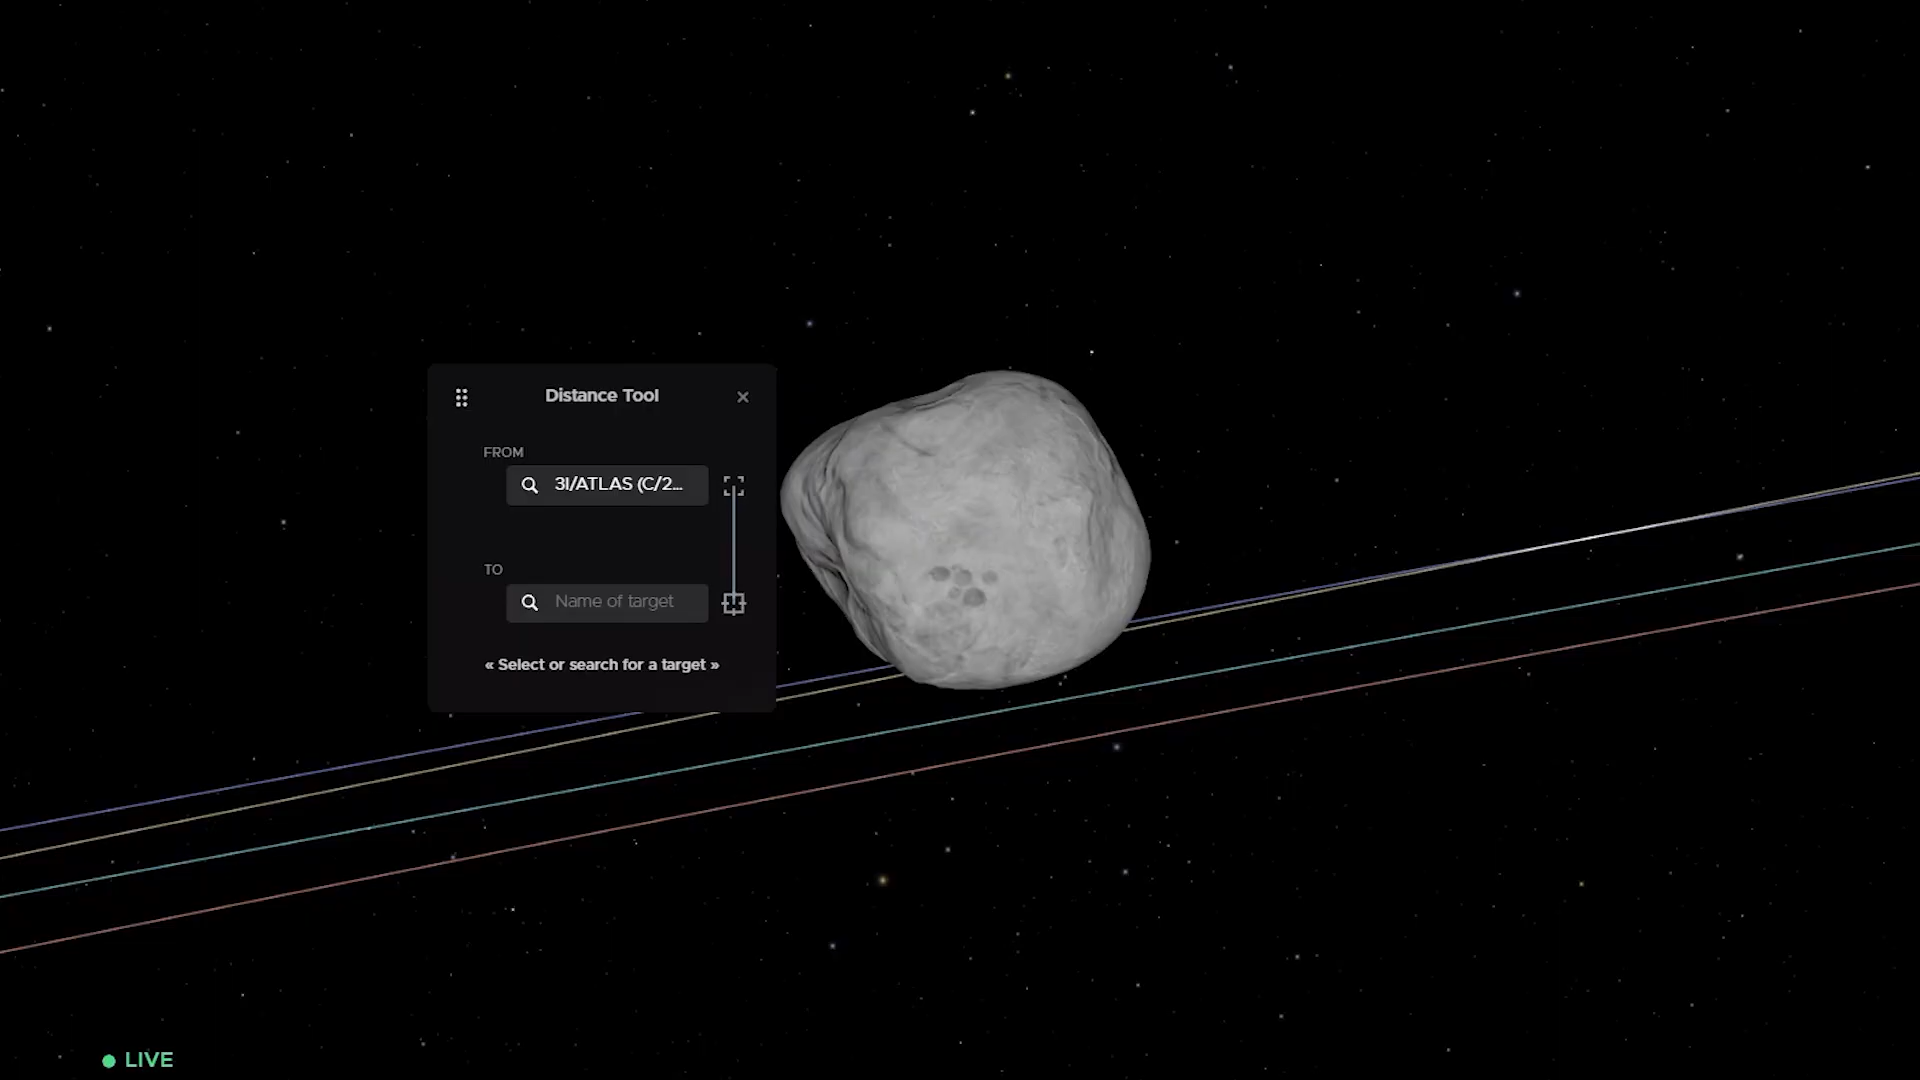 Distance Tool
FROM
3I/ATLAS (C/2...
TO
Name of target
« Select or search for a target »
LIVE